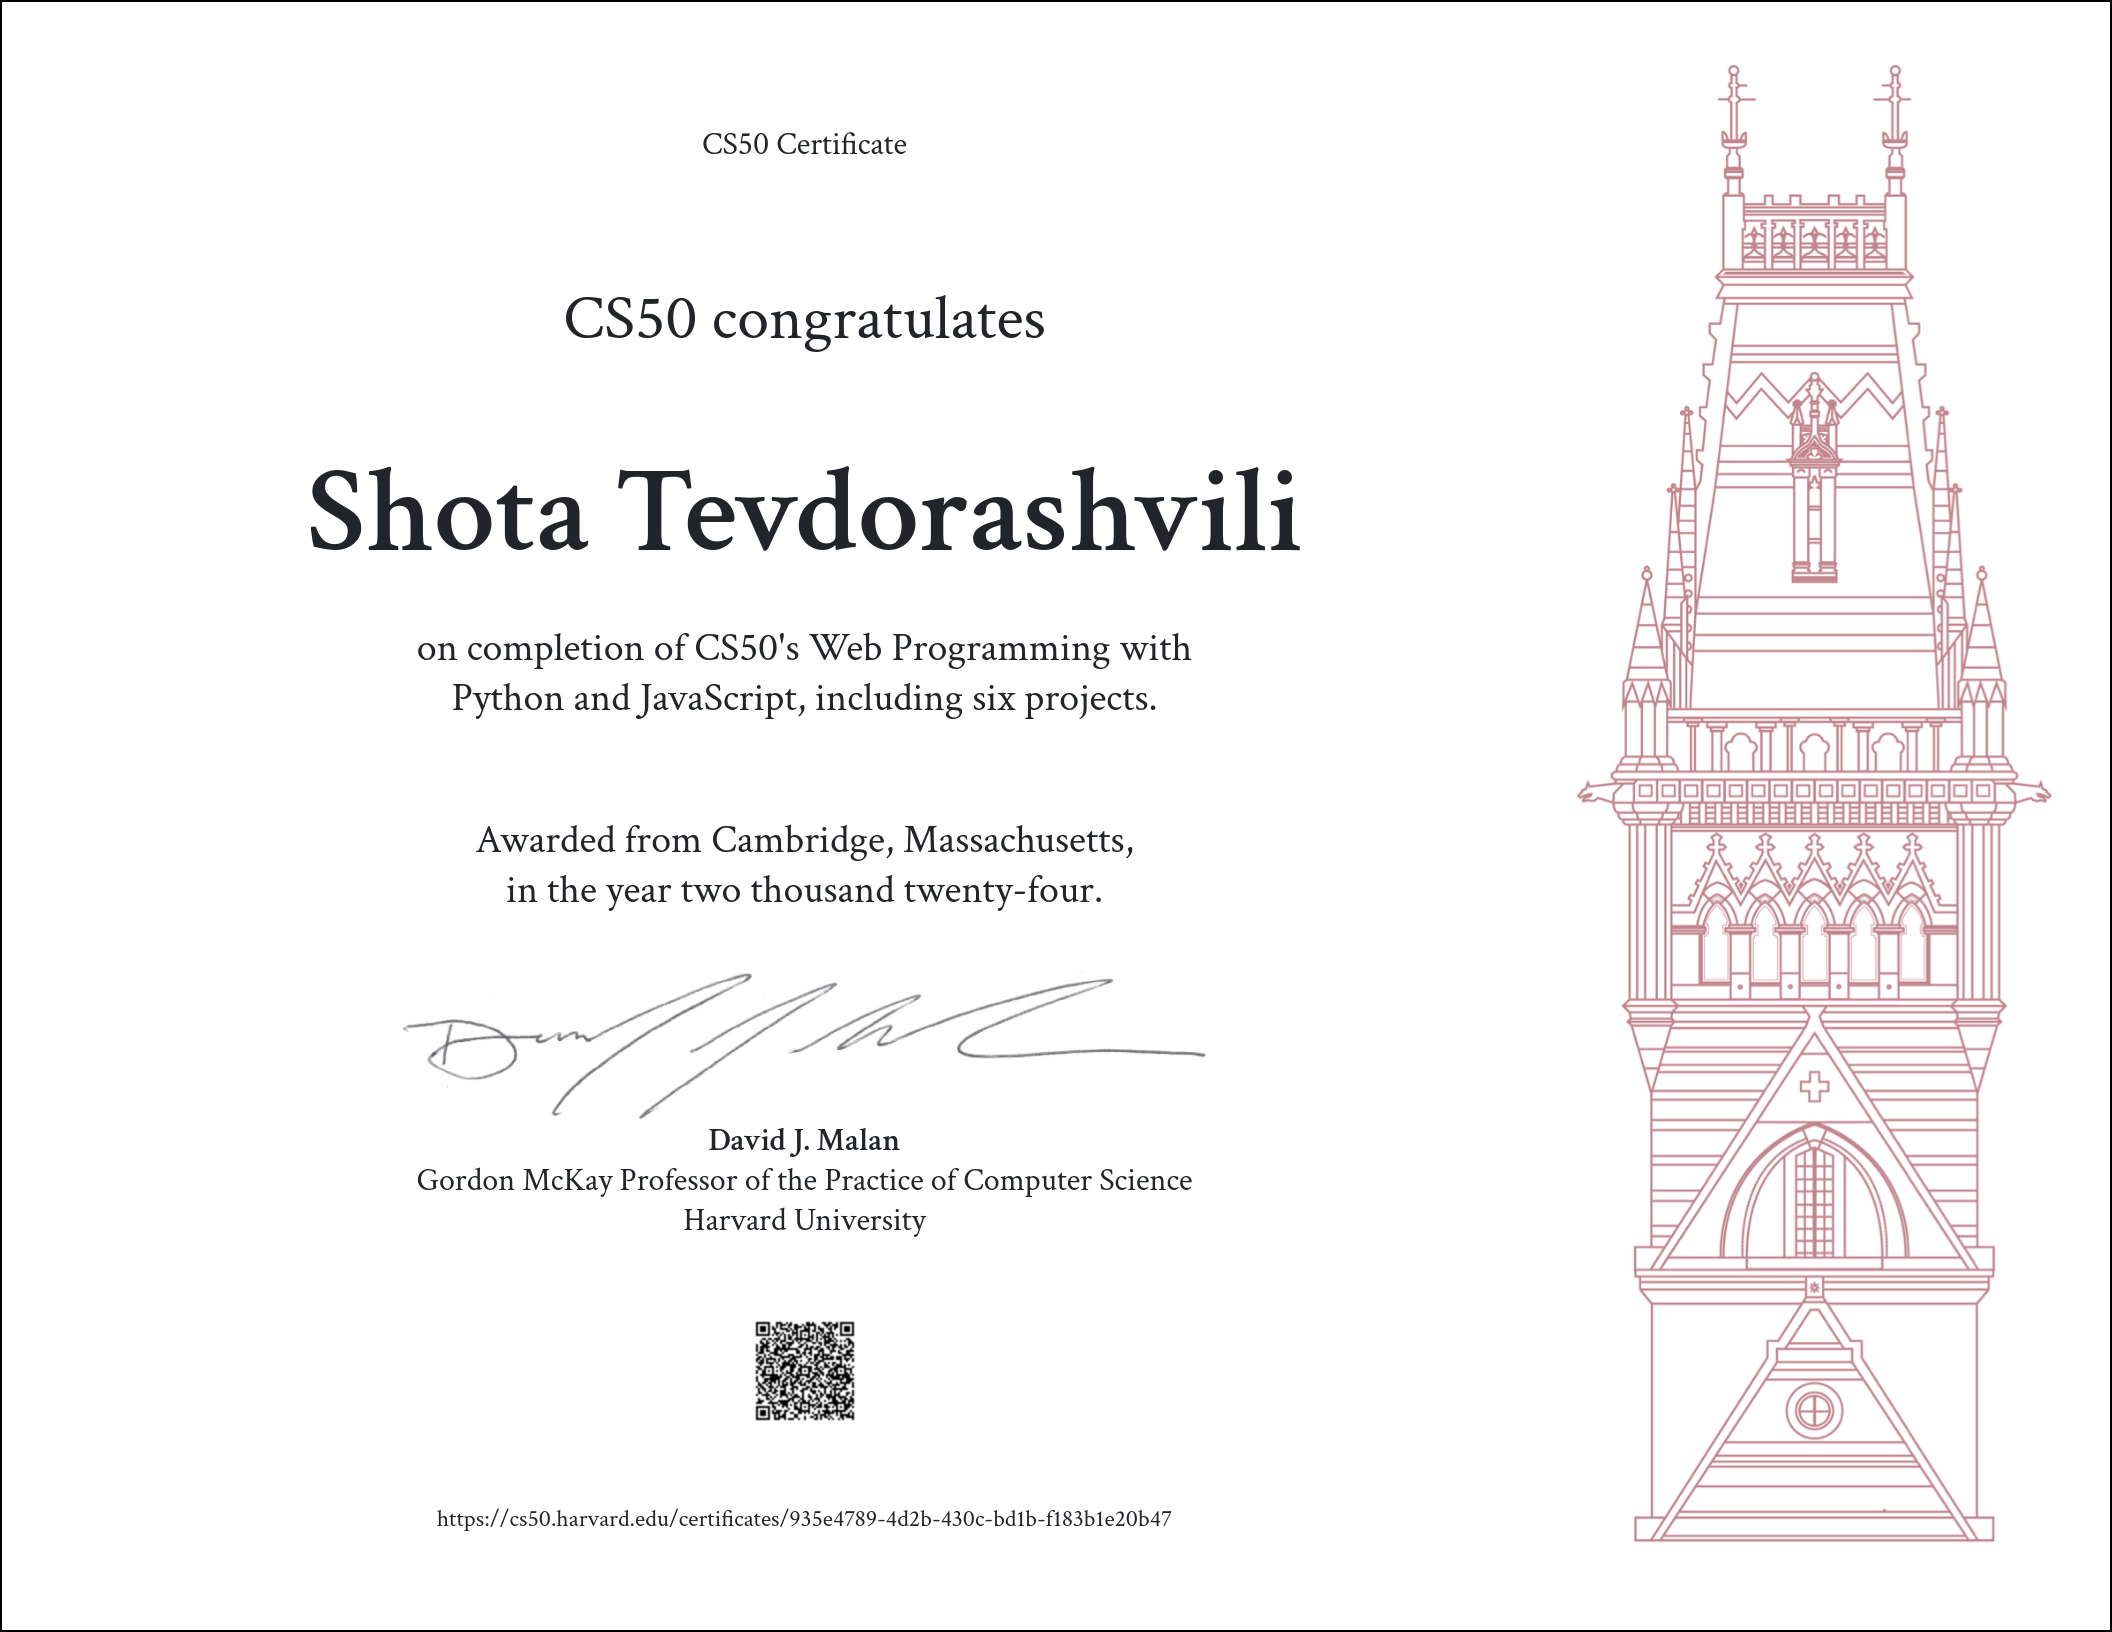 CS50 Certificate
CS50 congratulates
Shota Tevdorashvili
on completion of CS50's Web Programming with
Python and JavaScript, including six projects.
Awarded from Cambridge, Massachusetts,
in the year two thousand twenty-four.
David J. Malan
Gordon McKay Professor of the Practice of Computer Science
Harvard University
https://cs50.harvard.edu/certificates/935e4789-4d2b-430c-bd1b-f183b1e20b47